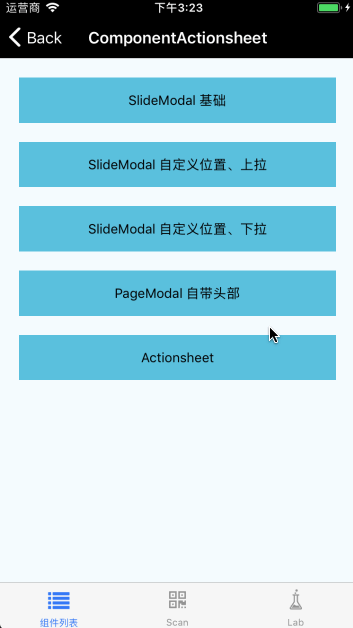 运营商 下午3:23
Back ComponentActionsheet
SlideModal 基础
SlideModal 自定义位置、上拉
SlideModal 自定义位置、下拉
PageModal 自带头部
Actionsheet
组件列表 Scan Lab